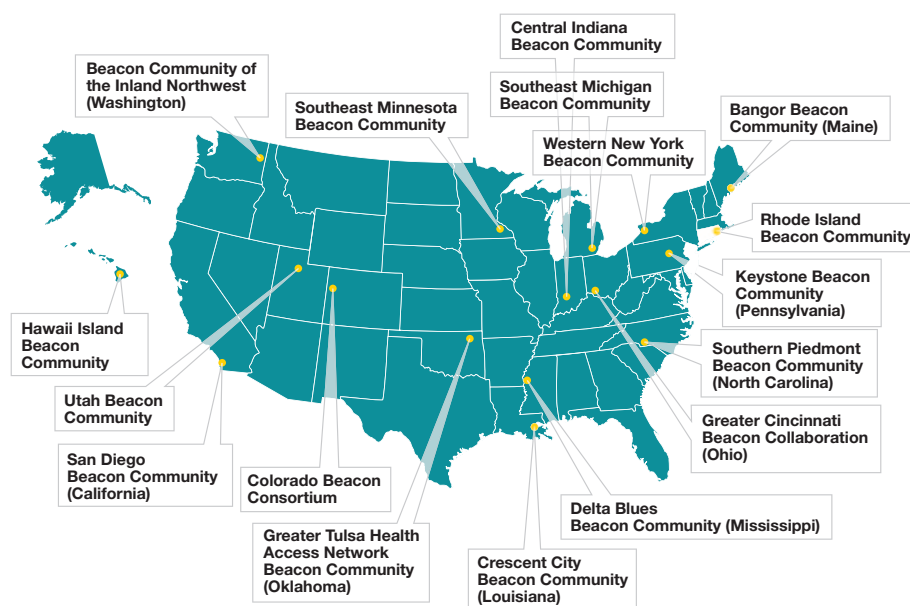 Central Indiana
Beacon Community
Beacon Community of
the Inland Northwest
(Washington)
Southeast Michigan
Beacon Community
Southeast Minnesota
Beacon Community
Bangor Beacon
Community (Maine)
Western New York
Beacon Community
Rhode Island
Beacon Community
Keystone Beacon
Community
(Pennsylvania)
Hawaii Island
Beacon
Community
Southern Piedmont
Beacon Community
(North Carolina)
Utah Beacon
Community
Greater Cincinnati
Beacon Collaboration
(Ohio)
San Diego
Beacon Community
(California)
Colorado Beacon
Consortium
Delta Blues
Beacon Community (Mississippi)
Greater Tulsa Health
Access Network
Beacon Community
(Oklahoma)
Crescent City
Beacon Community
(Louisiana)